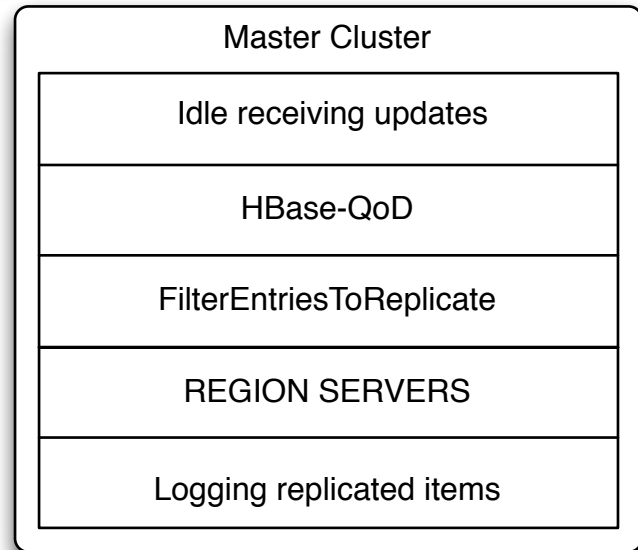 Master Cluster
Idle receiving updates
HBase-QoD
FilterEntriesToReplicate
REGION SERVERS
Logging replicated items